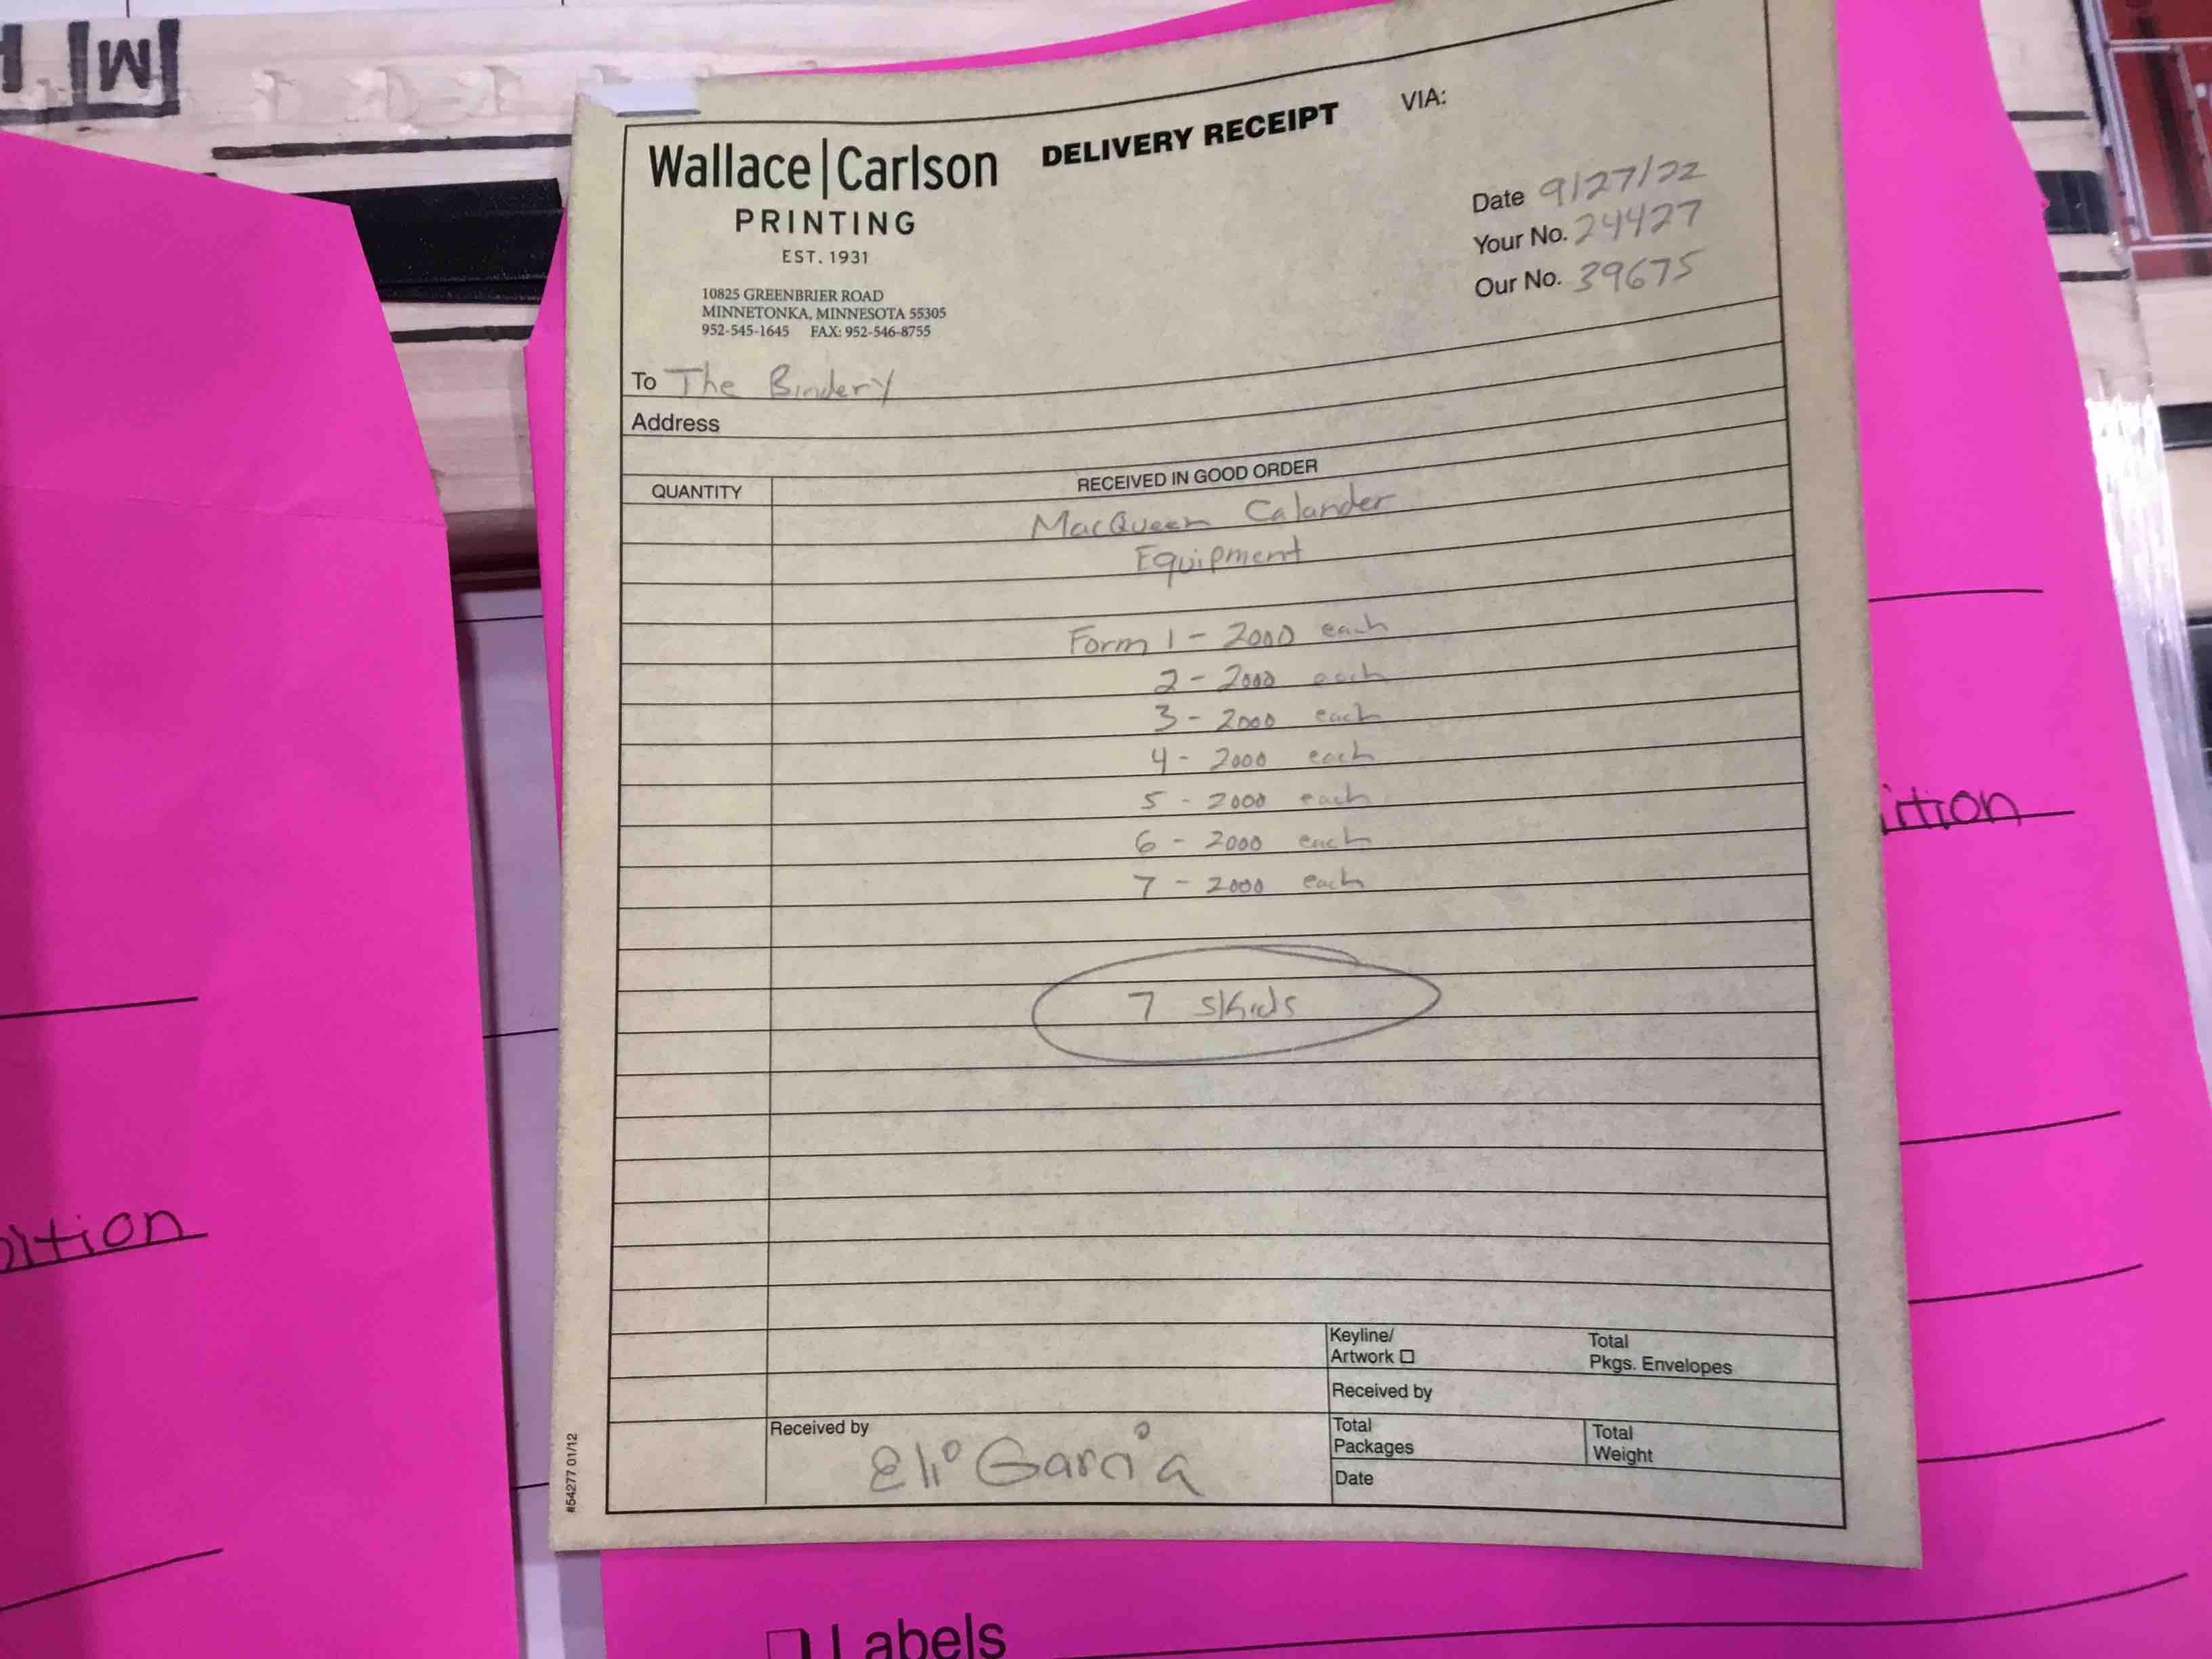 M
Wallace|Carlson
PRINTING
EST. 1931
10825 GREENBRIER ROAD
MINNETONKA, MINNESOTA 55305
952-545-1645 FAX: 952-546-8755
DELIVERY RECEIPT
VIA:
Date 9/27/22
Your No. 24427
Our No. 39675
To The Bindery
Address
QUANTITY
RECEIVED IN GOOD ORDER
MacQueen Calander
Equipment
Form 1 - 2000 each
2 - 2000 each
3 - 2000 each
4 - 2000 each
5 - 2000 each
6 - 2000 each
7 - 2000 each
7 skids
Keyline/
Artwork ☐
Total
Pkgs. Envelopes
Received by
Received by
Eli Garcia
Total
Packages
Total
Weight
Date
#54277 01/12
ition
ition
☐ Labels